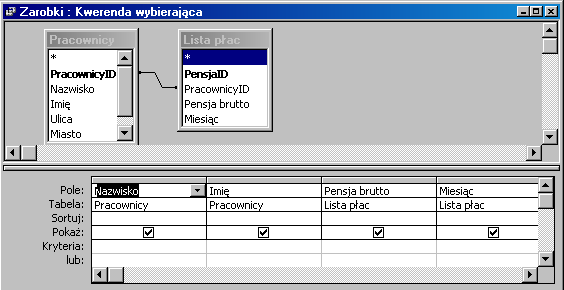 Zarobki : Kwerenda wybierająca
Pracownicy
*
PracownicyID
Nazwisko
Imię
Ulica
Miasto
Lista płac
*
PensjaID
PracownicyID
Pensja brutto
Miesiąc
Pole: Nazwisko Imię Pensja brutto Miesiąc
Tabela: Pracownicy Pracownicy Lista płac Lista płac
Sortuj:
Pokaż:
Kryteria:
lub: